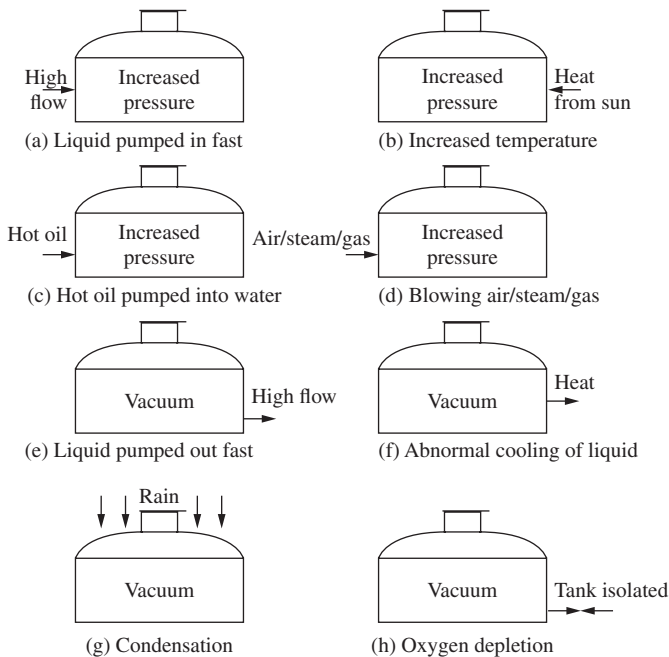 High
flow
Increased
pressure
(a) Liquid pumped in fast
Increased
pressure
Heat
from sun
(b) Increased temperature
Hot oil
Increased
pressure
(c) Hot oil pumped into water
Air/steam/gas
Increased
pressure
(d) Blowing air/steam/gas
Vacuum
High flow
(e) Liquid pumped out fast
Vacuum
Heat
(f) Abnormal cooling of liquid
Rain
Vacuum
(g) Condensation
Vacuum
Tank isolated
(h) Oxygen depletion